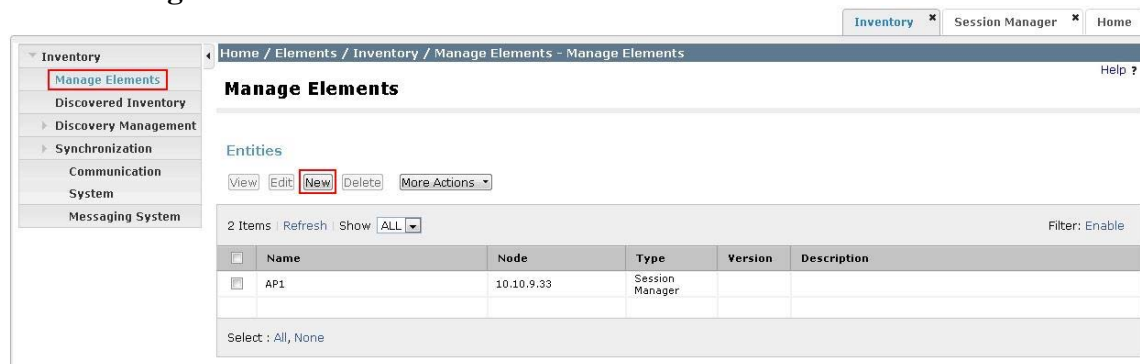 Inventory × Session Manager × Home
Inventory
Manage Elements
Discovered Inventory
Discovery Management
Synchronization
Communication
System
Messaging System
Home / Elements / Inventory / Manage Elements - Manage Elements
Help ?
Manage Elements
Entities
View Edit New Delete More Actions
2 Items Refresh Show ALL
Filter: Enable
Name Node Type Version Description
AP1 10.10.9.33 Session
Manager
Select : All, None